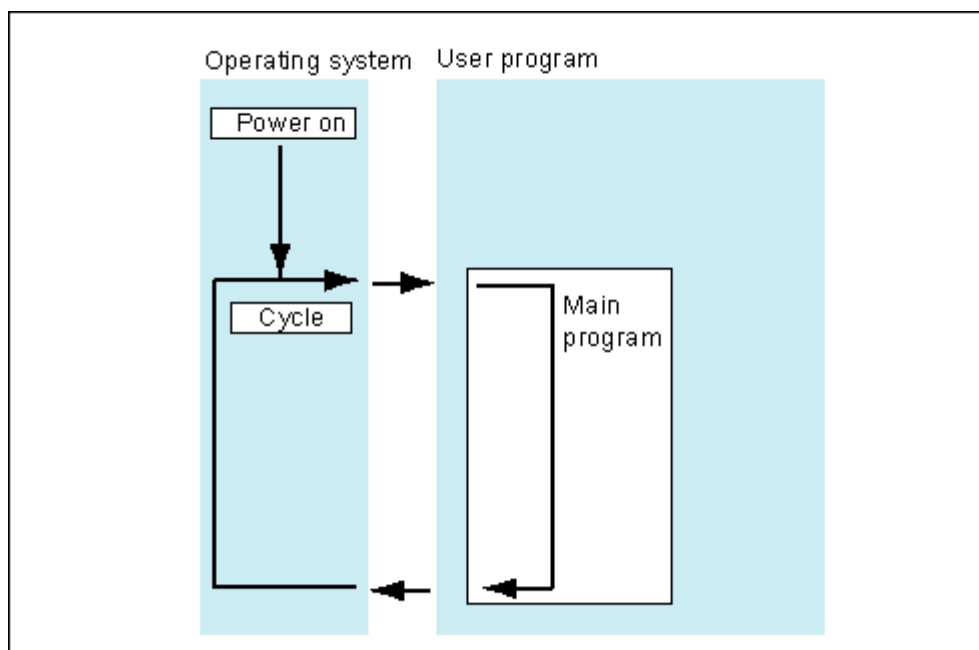 Operating system
User program
Power on
Cycle
Main
program